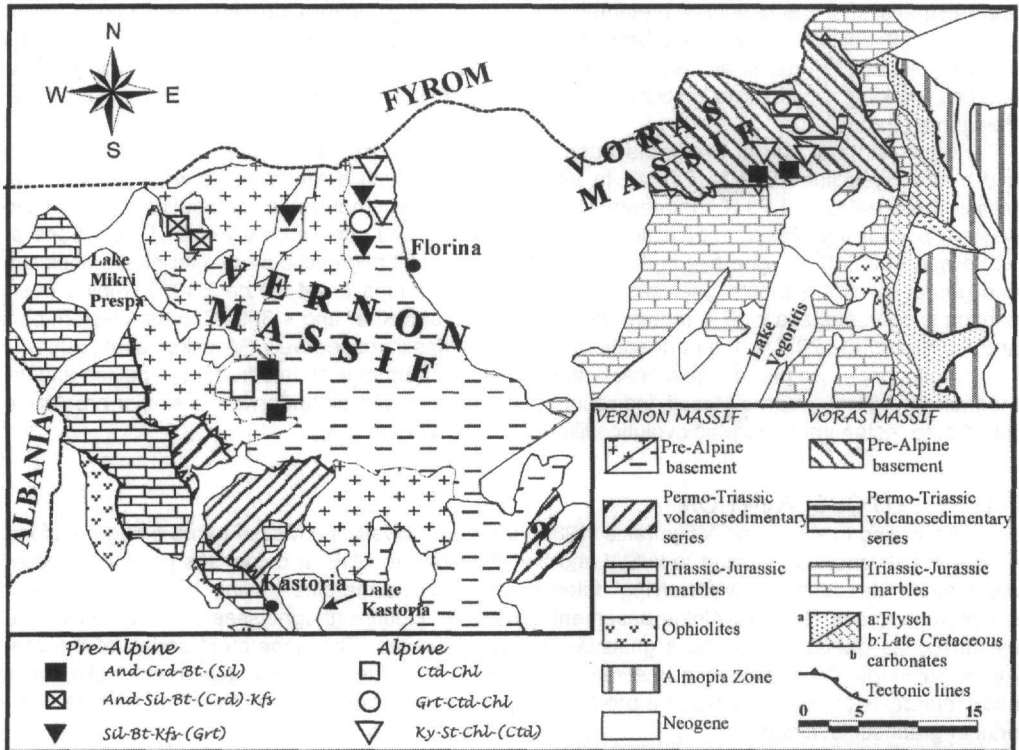 N
W E
S
FYROM
VORAS
MASSIF
Florina
Lake
Mikri
Prespa
VERNON
MASSIF
Lake
Vegoritis
ALBANIA
?
Kastoria
Lake
Kastoria
VERNON MASSIF
Pre-Alpine
basement
Permo-Triassic
volcanosedimentary
series
Triassic-Jurassic
marbles
Ophiolites
Almopia Zone
Neogene
VORAS MASSIF
Pre-Alpine
basement
Permo-Triassic
volcanosedimentary
series
Triassic-Jurassic
marbles
a a:Flysch
b:Late Cretaceous
b carbonates
Tectonic lines
0 5 15
Pre-Alpine
And-Crd-Bt-(Sil)
And-Sil-Bt-(Crd)-Kfs
Sil-Bt-Kfs-(Grt)
Alpine
Ctd-Chl
Grt-Ctd-Chl
Ky-St-Chl-(Ctd)